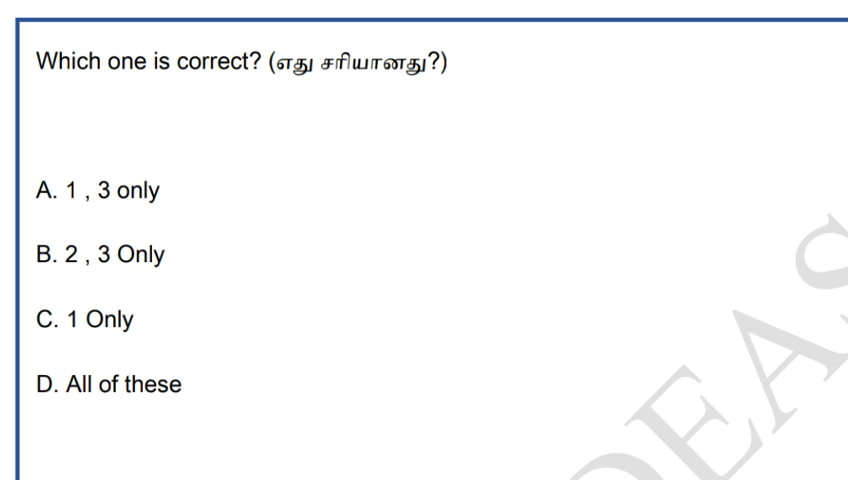 Which one is correct? (எது சரியானது?)
A. 1 , 3 only
B. 2 , 3 Only
C. 1 Only
D. All of these